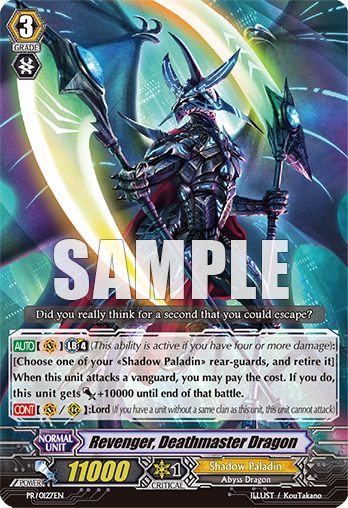 3
GRADE
SAMPLE
Did you really think for a second that you could escape?
AUTO [ ] LB 4 (This ability is active if you have four or more damage):
[Choose one of your «Shadow Paladin» rear-guards, and retire it]
When this unit attacks a vanguard, you may pay the cost. If you do,
this unit gets +10000 until end of that battle.
CONT [ / ]:Lord (If you have a unit without a same clan as this unit, this unit cannot attack)
NORMAL UNIT
Revenger, Deathmaster Dragon
POWER 11000
1 CRITICAL
Shadow Paladin
Abyss Dragon
PR/0127EN
ILLUST / KouTakano